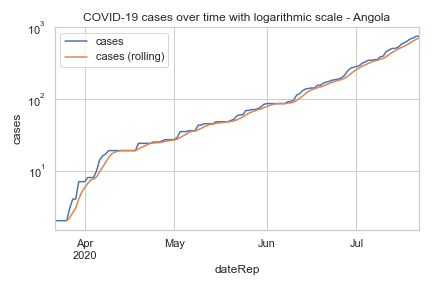 COVID-19 cases over time with logarithmic scale - Angola
cases
cases (rolling)
10³
10²
10¹
cases
Apr
2020
May
Jun
Jul
dateRep